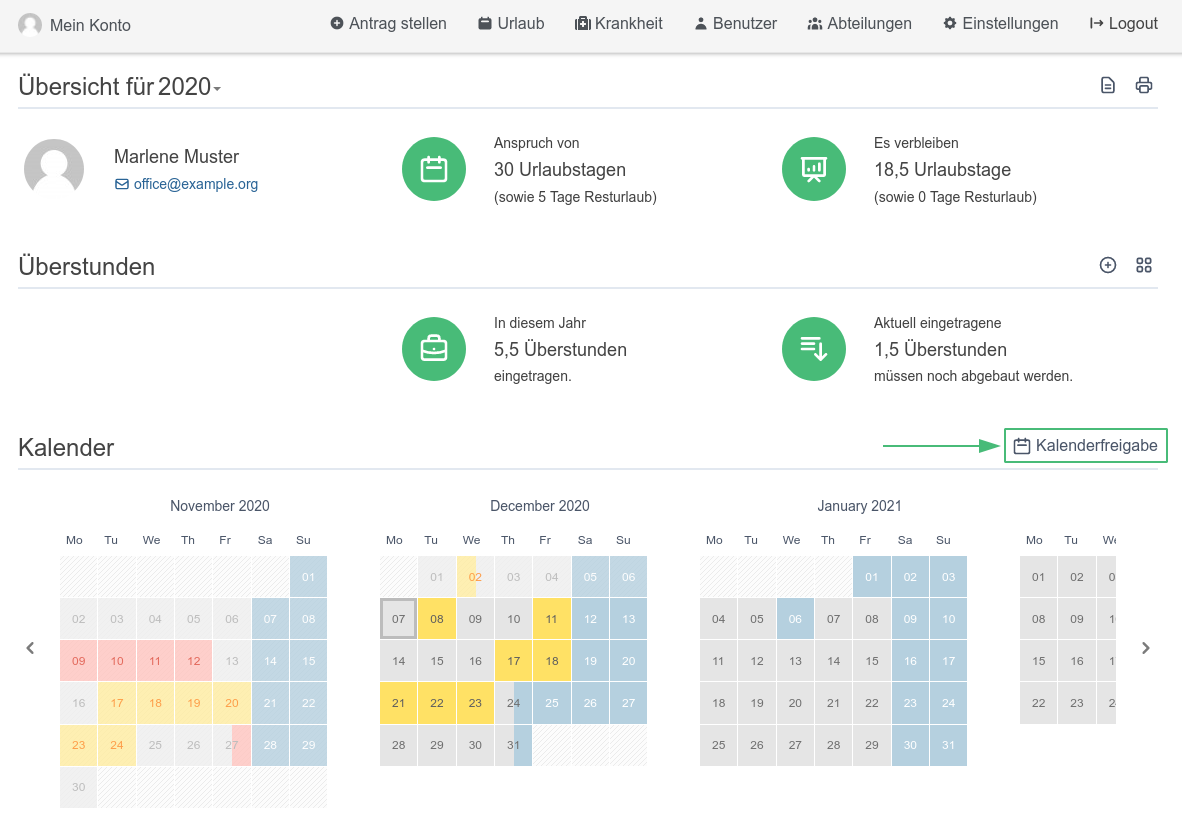 Mein Konto Antrag stellen Urlaub Krankheit Benutzer Abteilungen Einstellungen Logout
Übersicht für 2020
Marlene Muster
office@example.org
Anspruch von
30 Urlaubstagen
(sowie 5 Tage Resturlaub)
Es verbleiben
18,5 Urlaubstage
(sowie 0 Tage Resturlaub)
Überstunden
In diesem Jahr
5,5 Überstunden
eingetragen.
Aktuell eingetragene
1,5 Überstunden
müssen noch abgebaut werden.
Kalender
Kalenderfreigabe
November 2020
Mo Tu We Th Fr Sa Su
01
02 03 04 05 06 07 08
09 10 11 12 13 14 15
16 17 18 19 20 21 22
23 24 25 26 27 28 29
30
December 2020
Mo Tu We Th Fr Sa Su
01 02 03 04 05 06
07 08 09 10 11 12 13
14 15 16 17 18 19 20
21 22 23 24 25 26 27
28 29 30 31
January 2021
Mo Tu We Th Fr Sa Su
01 02 03
04 05 06 07 08 09 10
11 12 13 14 15 16 17
18 19 20 21 22 23 24
25 26 27 28 29 30 31
Mo Tu
01 02
08 09
15 16
22 23